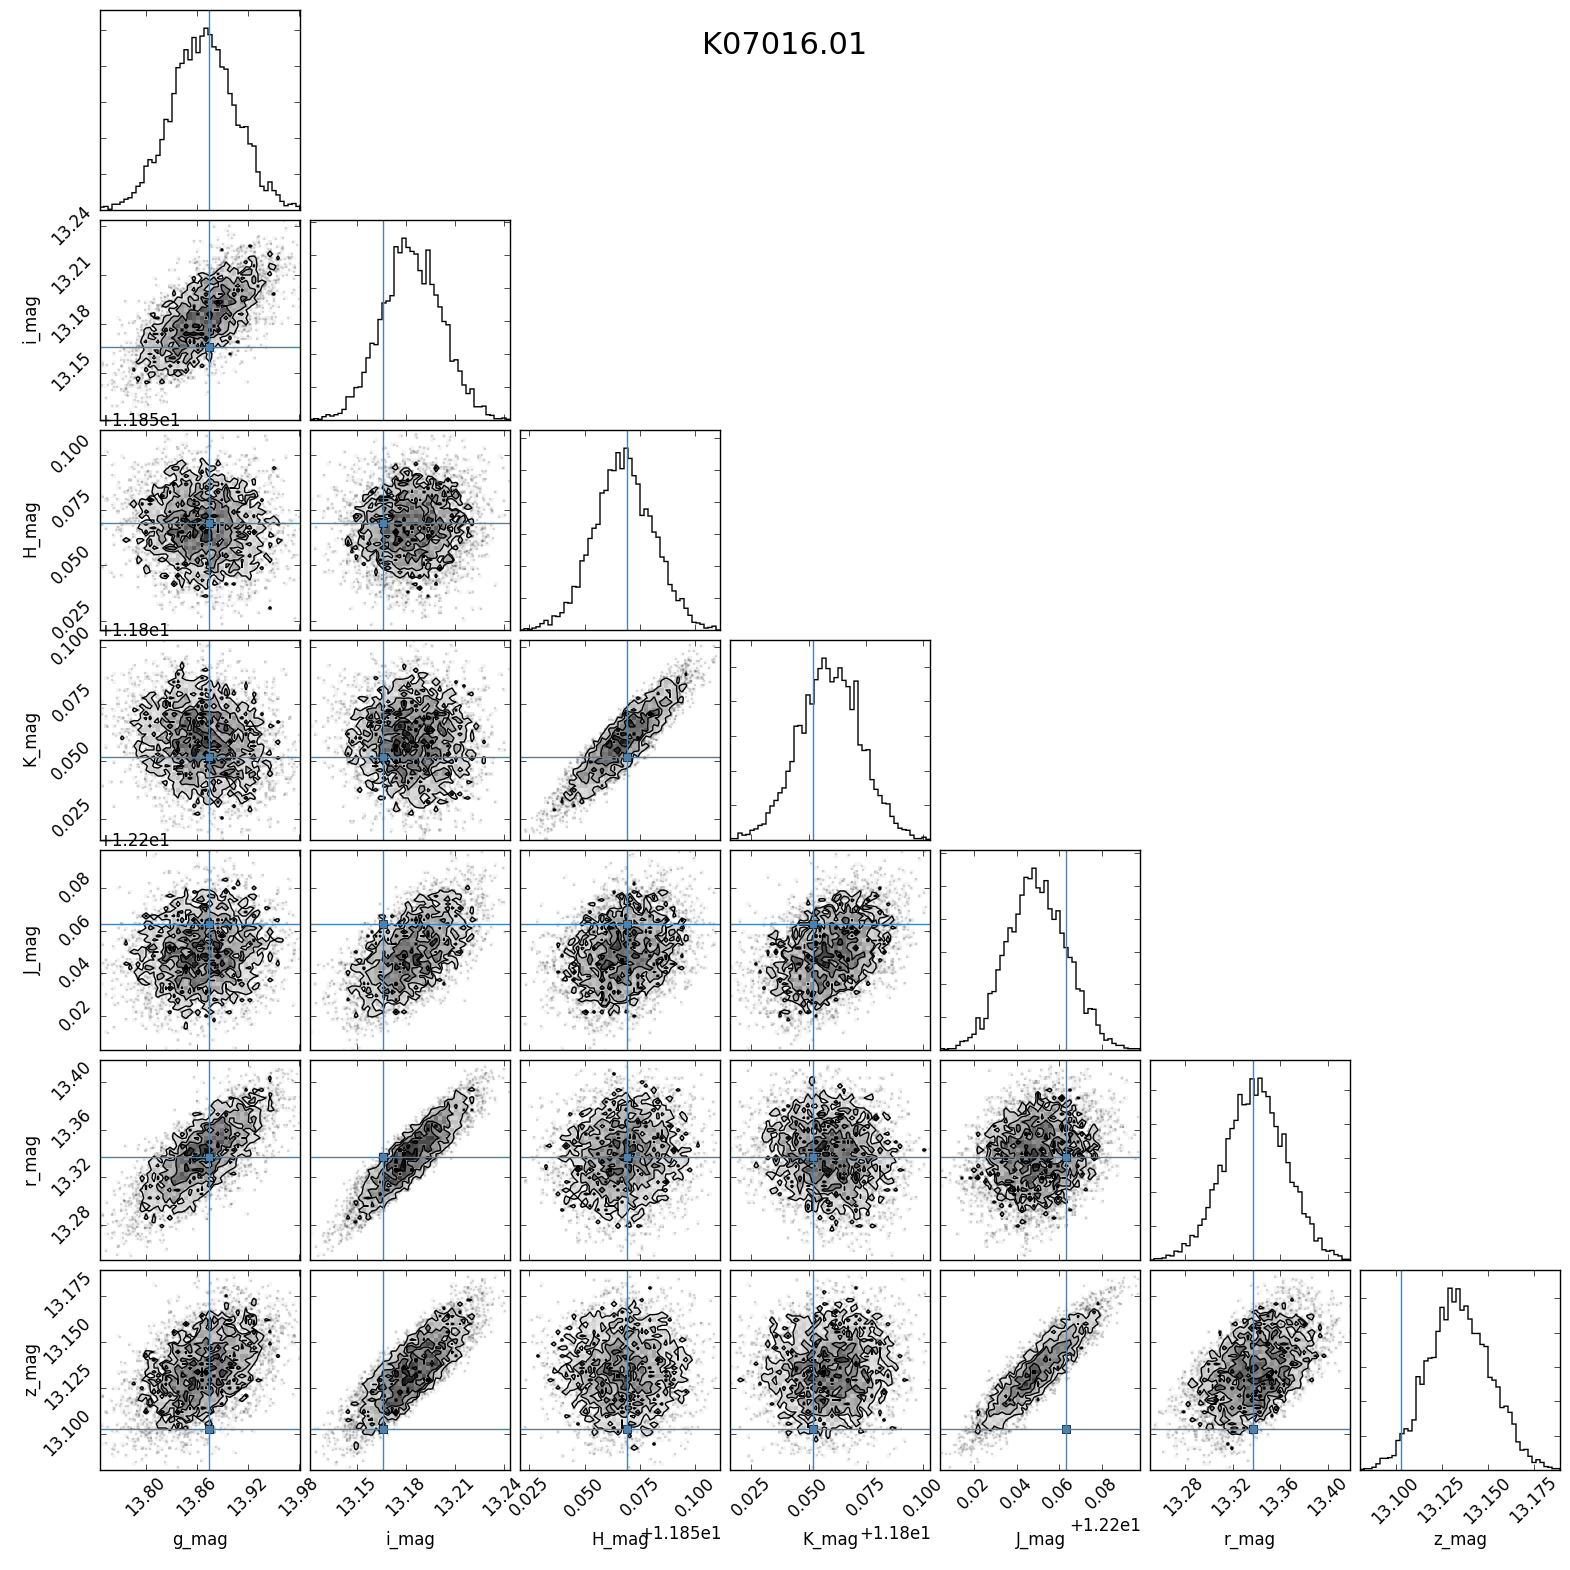 K07016.01
13.24
13.21
13.18
13.15
i_mag
+1.185e1
0.100
0.075
0.050
0.025
H_mag
+1.18e1
0.100
0.075
0.050
0.025
K_mag
+1.22e1
0.08
0.06
0.04
0.02
J_mag
13.40
13.36
13.32
13.28
r_mag
13.175
13.150
13.125
13.100
z_mag
13.80 13.86 13.92 13.98 13.15 13.18 13.21 13.24 0.025 0.050 0.075 0.100 0.025 0.050 0.075 0.100 0.02 0.04 0.06 0.08 13.28 13.32 13.36 13.40 13.100 13.125 13.150 13.175
+1.185e1 +1.18e1 +1.22e1
g_mag i_mag H_mag K_mag J_mag r_mag z_mag